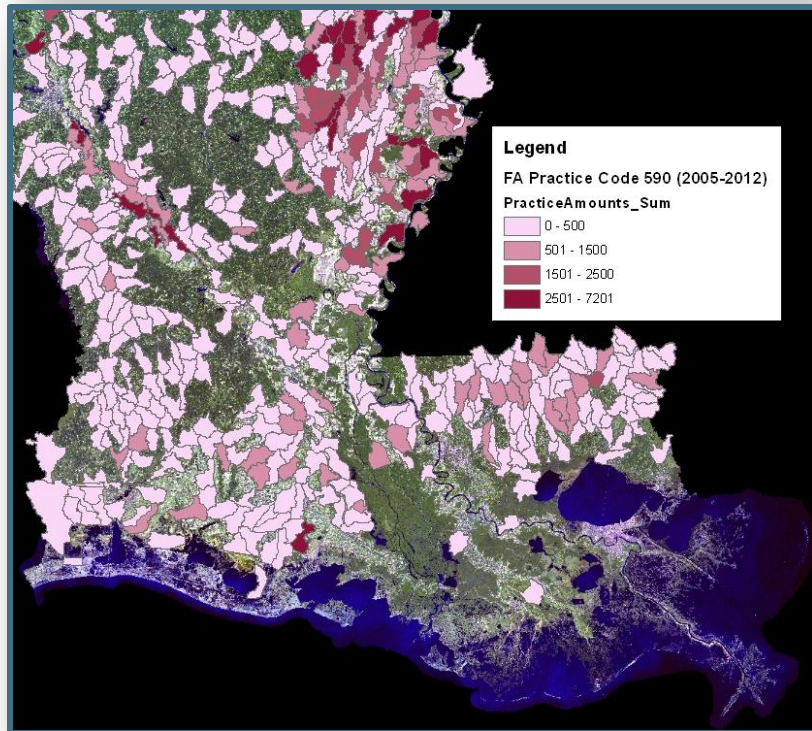 Legend
FA Practice Code 590 (2005-2012)
PracticeAmounts_Sum
0 - 500
501 - 1500
1501 - 2500
2501 - 7201